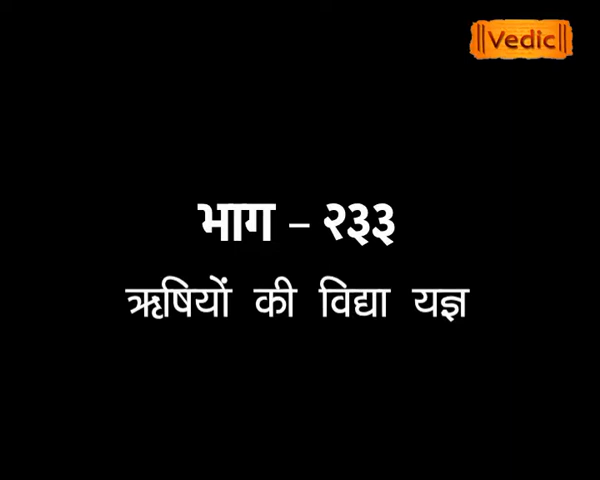 ||Vedic||
भाग – २३३
ऋषियों की विद्या यज्ञ